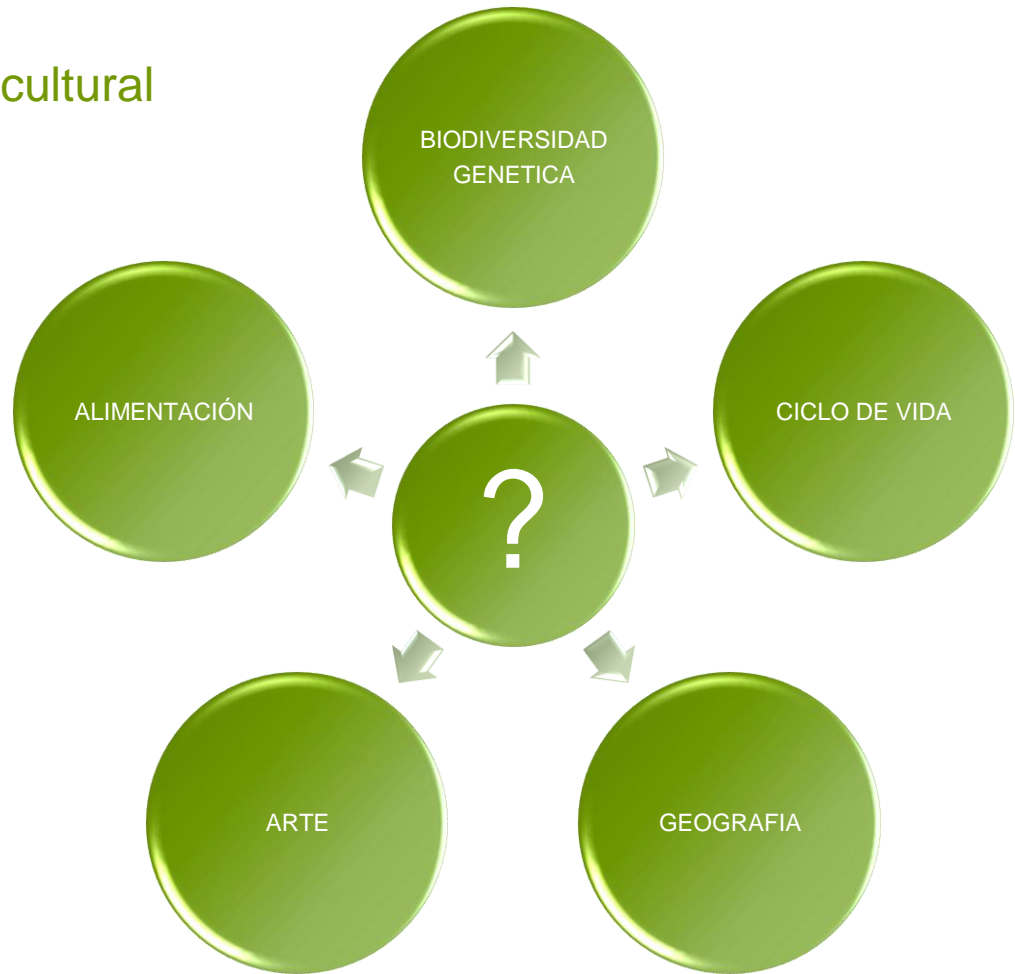 cultural
BIODIVERSIDAD
GENETICA
ALIMENTACIÓN
CICLO DE VIDA
?
ARTE
GEOGRAFIA